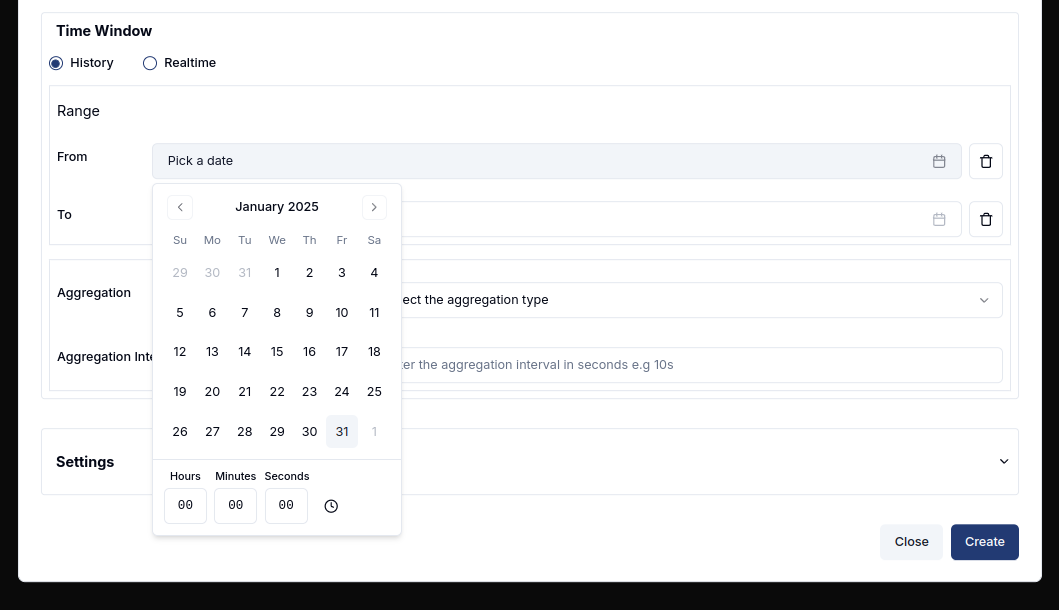 Time Window
History Realtime
Range
From Pick a date
January 2025
To
Su Mo Tu We Th Fr Sa
29 30 31 1 2 3 4
Aggregation ect the aggregation type
5 6 7 8 9 10 11
12 13 14 15 16 17 18
Aggregation Inte er the aggregation interval in seconds e.g 10s
19 20 21 22 23 24 25
26 27 28 29 30 31 1
Settings
Hours Minutes Seconds
00 00 00
Close Create